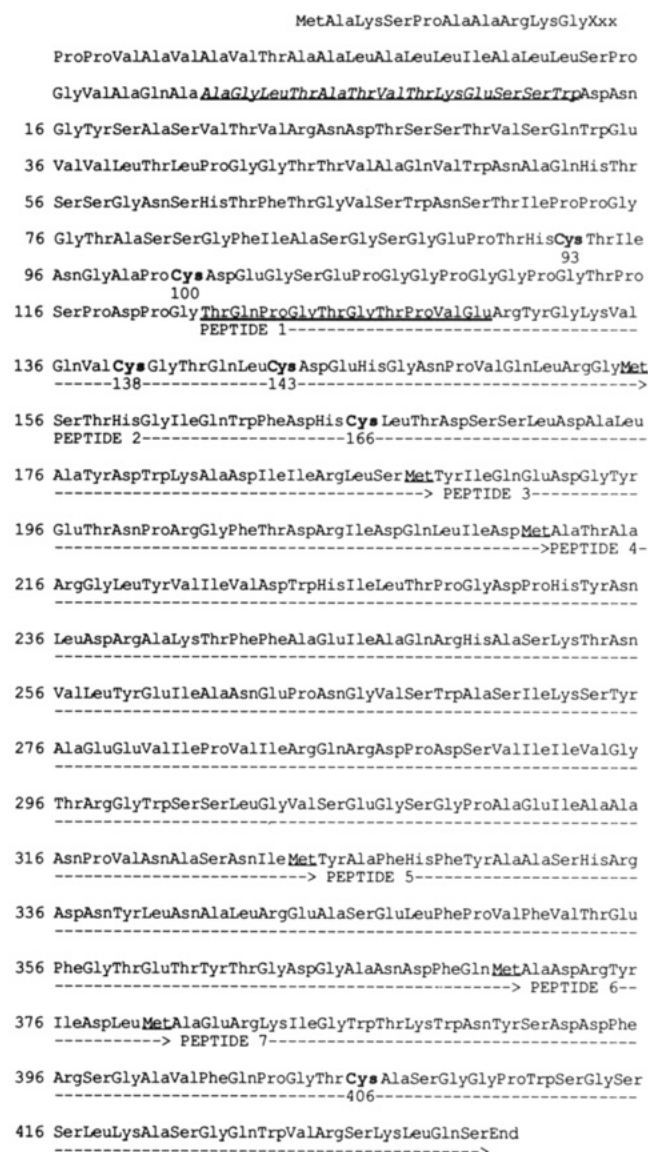 MetAlaLysSerProAlaAlaArgLysGlyXxx
ProProValAlaValAlaValThrAlaAlaLeuAlaLeuLeuIleAlaLeuLeuSerPro
GlyValAlaGlnAlaAlaGlyLeuThrAlaThrValThrLysGluSerSerTrpAspAsn
16 GlyTyrSerAlaSerValThrValArgAsnAspThrSerSerThrValSerGlnTrpGlu
36 ValValLeuThrLeuProGlyGlyThrThrValAlaGlnValTrpAsnAlaGlnHisThr
56 SerSerGlyAsnSerHisThrPheThrGlyValSerTrpAsnSerThrIleProProGly
76 GlyThrAlaSerSerGlyPheIleAlaSerGlySerGlyGluProThrHisCysThrIle
93
96 AsnGlyAlaProCysAspGluGlySerGluProGlyGlyProGlyGlyProGlyThrPro
100
116 SerProAspProGlyThrGlnProGlyThrGlyThrProValGluArgTyrGlyLysVal
PEPTIDE 1------------------------------------
136 GlnValCysGlyThrGlnLeuCysAspGluHisGlyAsnProValGlnLeuArgGlyMet
------138------------143------------------------------------->
156 SerThrHisGlyIleGlnTrpPheAspHisCysLeuThrAspSerSerLeuAspAlaLeu
PEPTIDE 2---------------------166---------------------------
176 AlaTyrAspTrpLysAlaAspIleIleArgLeuSerMetTyrIleGlnGluAspGlyTyr
---------------------------------------> PEPTIDE 3-----------
196 GluThrAsnProArgGlyPheThrAspArgIleAspGlnLeuIleAspMetAlaThrAla
--------------------------------------------------->PEPTIDE 4-
216 ArgGlyLeuTyrValIleValAspTrpHisIleLeuThrProGlyAspProHisTyrAsn
------------------------------------------------------------
236 LeuAspArgAlaLysThrPhePheAlaGluIleAlaGlnArgHisAlaSerLysThrAsn
------------------------------------------------------------
256 ValLeuTyrGluIleAlaAsnGluProAsnGlyValSerTrpAlaSerIleLysSerTyr
------------------------------------------------------------
276 AlaGluGluValIleProValIleArgGlnArgAspProAspSerValIleIleValGly
------------------------------------------------------------
296 ThrArgGlyTrpSerSerLeuGlyValSerGluGlySerGlyProAlaGluIleAlaAla
------------------------------------------------------------
316 AsnProValAsnAlaSerAsnIleMetTyrAlaPheHisPheTyrAlaAlaSerHisArg
--------------------------> PEPTIDE 5-----------------------
336 AspAsnTyrLeuAsnAlaLeuArgGluAlaSerGluLeuPheProValPheValThrGlu
------------------------------------------------------------
356 PheGlyThrGluThrTyrThrGlyAspGlyAlaAsnAspPheGlnMetAlaAspArgTyr
------------------------------------------------> PEPTIDE 6--
376 IleAspLeuMetAlaGluArgLysIleGlyTrpThrLysTrpAsnTyrSerAspAspPhe
-----------> PEPTIDE 7--------------------------------------
396 ArgSerGlyAlaValPheGlnProGlyThrCysAlaSerGlyGlyProTrpSerGlySer
------------------------------406---------------------------
416 SerLeuLysAlaSerGlyGlnTrpValArgSerLysLeuGlnSerEnd
-------------------------------------------->